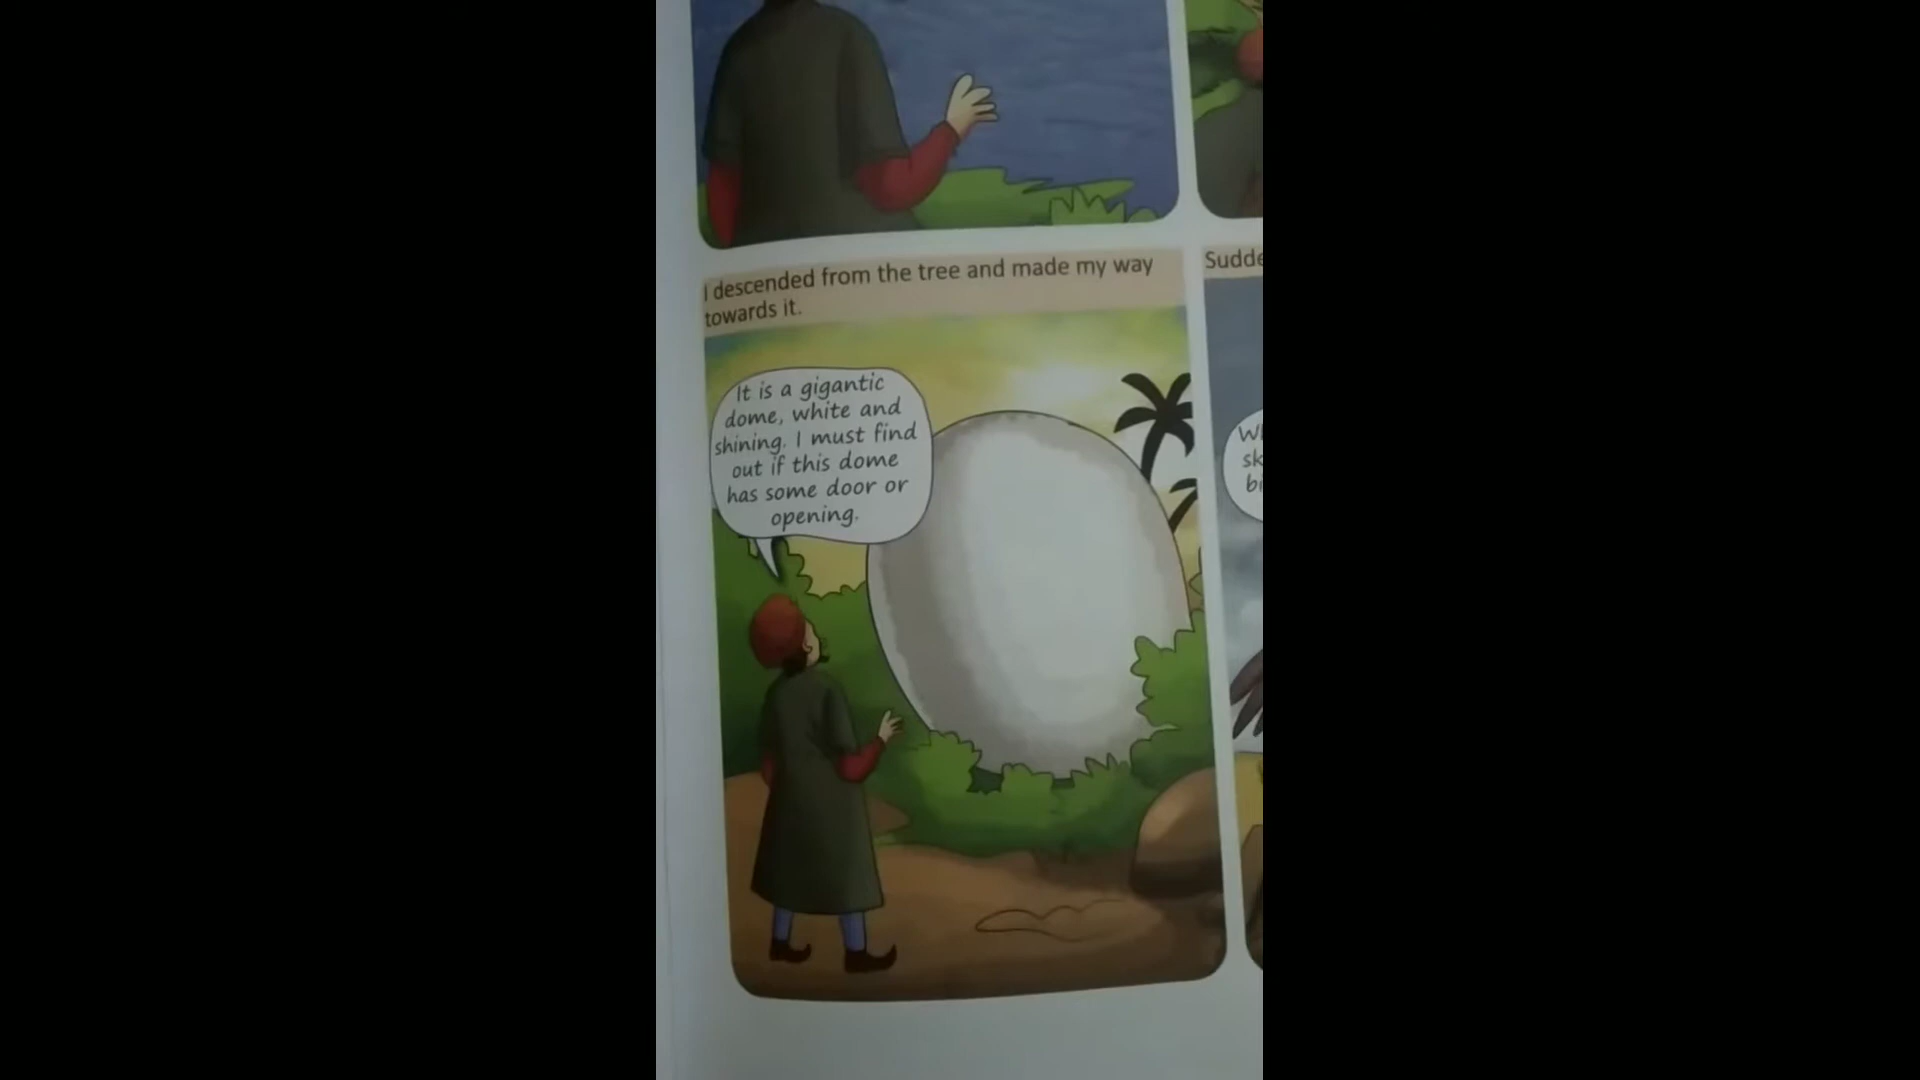 I descended from the tree and made my way
towards it.
It is a gigantic
dome, white and
shining. I must find
out if this dome
has some door or
opening.